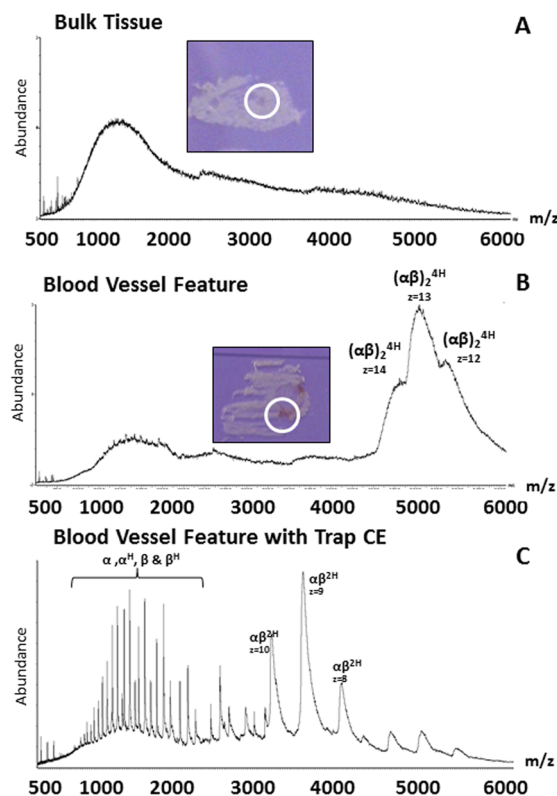 Bulk Tissue
A
Abundance
m/z
500 1000 2000 3000 4000 5000 6000
Blood Vessel Feature
B
(αβ)₂⁴ᴴ
z=13
(αβ)₂⁴ᴴ
z=14
(αβ)₂⁴ᴴ
z=12
Abundance
m/z
500 1000 2000 3000 4000 5000 6000
Blood Vessel Feature with Trap CE
C
α ,αᴴ, β & βᴴ
αβ²ᴴ
z=10
αβ²ᴴ
z=9
αβ²ᴴ
z=8
Abundance
m/z
500 1000 2000 3000 4000 5000 6000